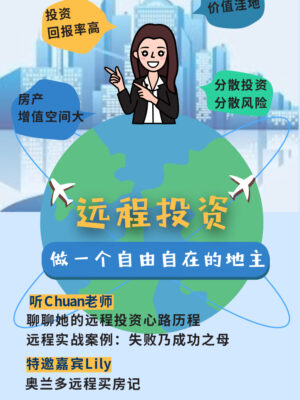 投资
回报率高
价值洼地
房产
增值空间大
分散投资
分散风险
远程投资
做一个自由自在的地主
听Chuan老师
聊聊她的远程投资心路历程
远程实战案例：失败乃成功之母
特邀嘉宾Lily
奥兰多远程买房记